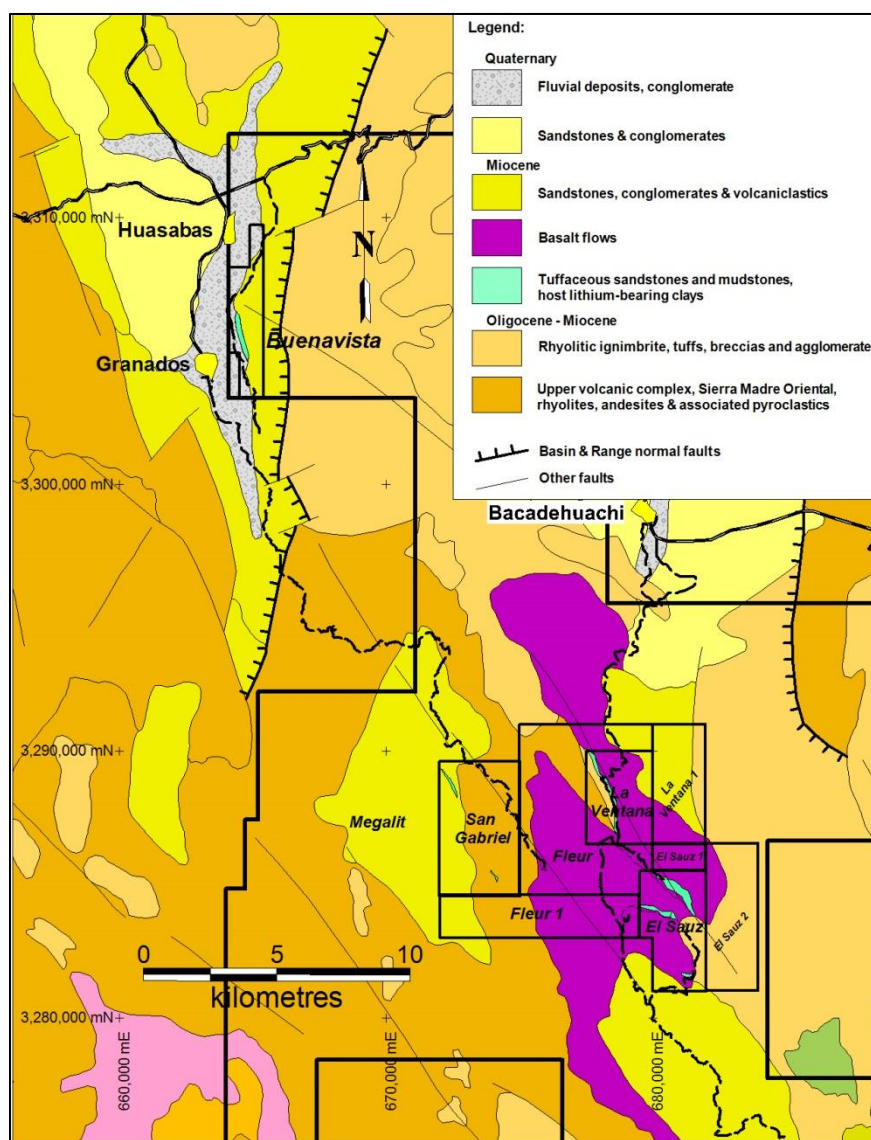 Legend:
Quaternary
Fluvial deposits, conglomerate
Sandstones & conglomerates
Miocene
Sandstones, conglomerates & volcaniclastics
Basalt flows
Tuffaceous sandstones and mudstones,
host lithium-bearing clays
Oligocene - Miocene
Rhyolitic ignimbrite, tuffs, breccias and agglomerate
Upper volcanic complex, Sierra Madre Oriental,
rhyolites, andesites & associated pyroclastics
Basin & Range normal faults
Other faults
3,310,000 mN
Huasabas
N
Buenavista
Granados
3,300,000 mN
Bacadehuachi
3,290,000 mN
La
Ventana
La
Ventana 1
Megalit
San
Gabriel
Fleur
El Sauz 1
Fleur 1
El Sauz
El Sauz 2
0 5 10
kilometres
3,280,000 mN
660,000 mE
670,000 mE
680,000 mE